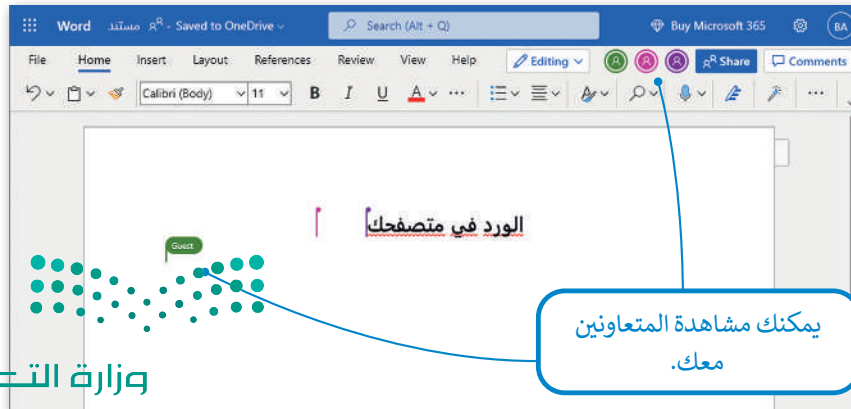 Word مستند - Saved to OneDrive
Search (Alt + Q)
Buy Microsoft 365
BA
File Home Insert Layout References Review View Help Editing Share Comments
Calibri (Body) 11 B I U A ...
الورد في متصفحك
Guest
يمكنك مشاهدة المتعاونين
معك.
وزارة التـ